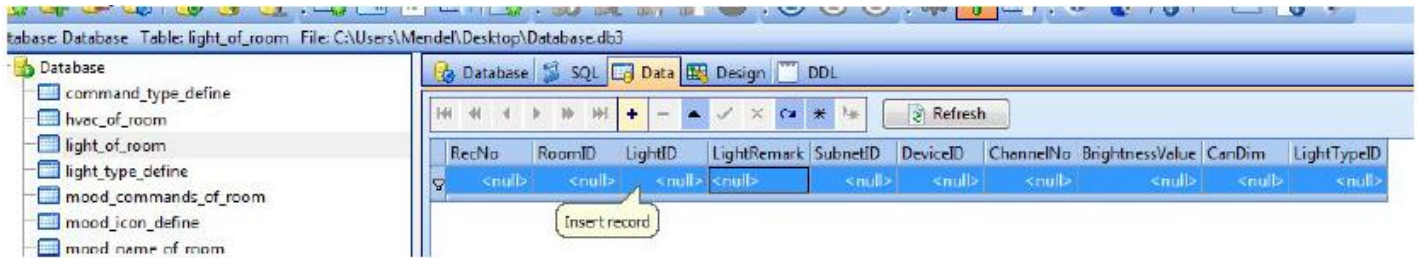 tabase: Database Table: light_of_room File: C:\Users\Mendel\Desktop\Database.db3
Database
command_type_define
hvac_of_room
light_of_room
light_type_define
mood_commands_of_room
mood_icon_define
mood_name_of_room
Database SQL Data Design DDL
Refresh
RecNo RoomID LightID LightRemark SubnetID DeviceID ChannelNo BrightnessValue CanDim LightTypeID
<null> <null> <null> <null> <null> <null> <null> <null> <null> <null>
Insert record